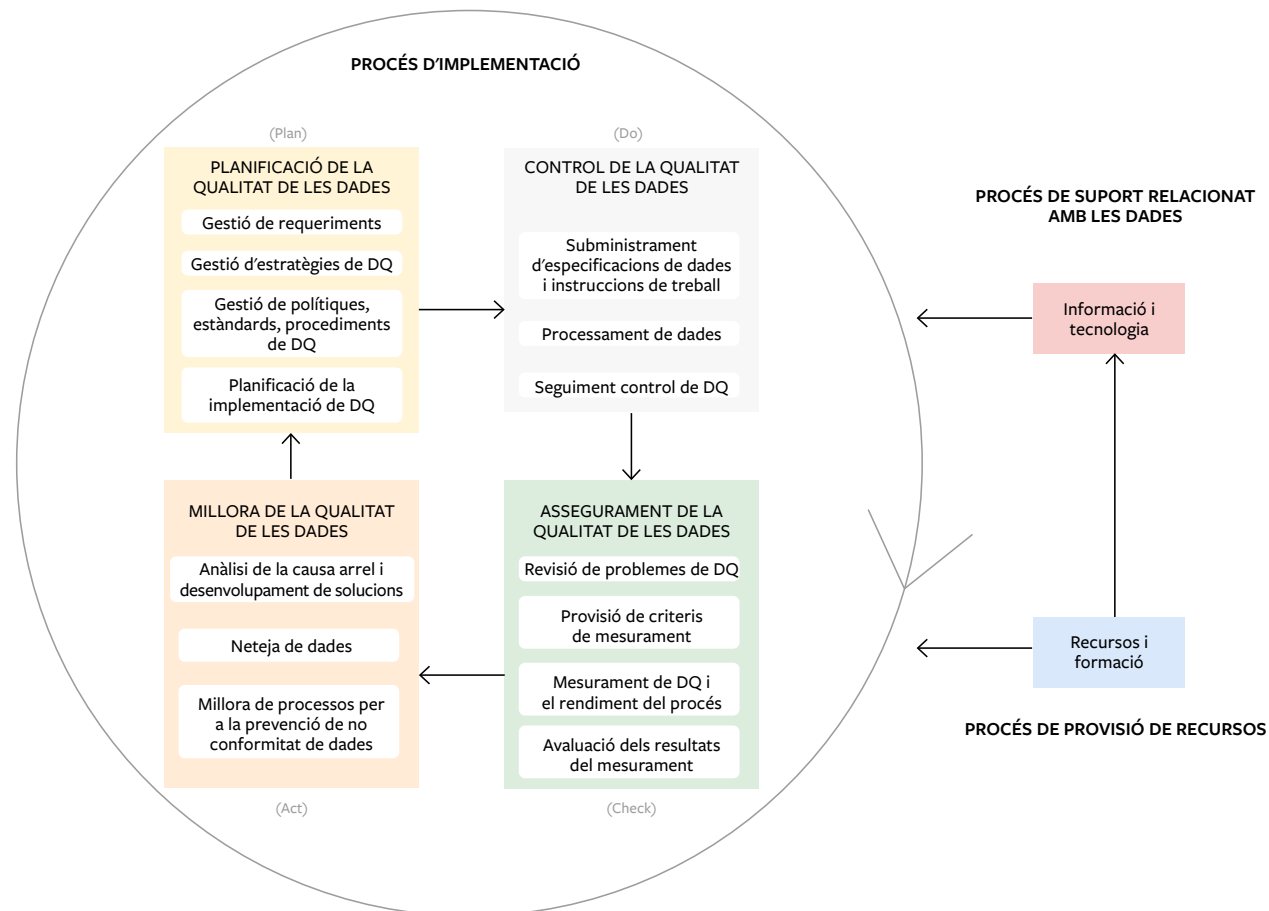 PROCÉS D'IMPLEMENTACIÓ
(Plan)
PLANIFICACIÓ DE LA
QUALITAT DE LES DADES
Gestió de requeriments
Gestió d'estratègies de DQ
Gestió de polítiques,
estàndards, procediments
de DQ
Planificació de la
implementació de DQ
(Do)
CONTROL DE LA QUALITAT
DE LES DADES
Subministrament
d'especificacions de dades
i instruccions de treball
Processament de dades
Seguiment control de DQ
MILLORA DE LA QUALITAT
DE LES DADES
Anàlisi de la causa arrel i
desenvolupament de solucions
Neteja de dades
Millora de processos per
a la prevenció de no
conformitat de dades
(Act)
ASSEGURAMENT DE LA
QUALITAT DE LES DADES
Revisió de problemes de DQ
Provisió de criteris
de mesurament
Mesurament de DQ i
el rendiment del procés
Avaluació dels resultats
del mesurament
(Check)
PROCÉS DE SUPORT RELACIONAT
AMB LES DADES
Informació i
tecnologia
Recursos i
formació
PROCÉS DE PROVISIÓ DE RECURSOS